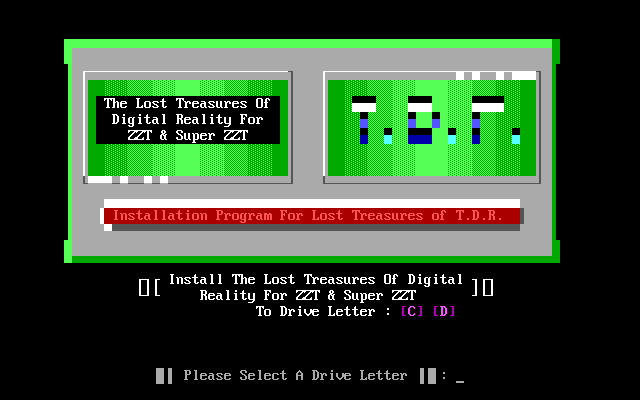 The Lost Treasures Of
Digital Reality For
ZZT & Super ZZT
T.D.T.
Installation Program For Lost Treasures of T.D.R.
Install The Lost Treasures Of Digital
Reality For ZZT & Super ZZT
To Drive Letter : [C] [D]
Please Select A Drive Letter : _